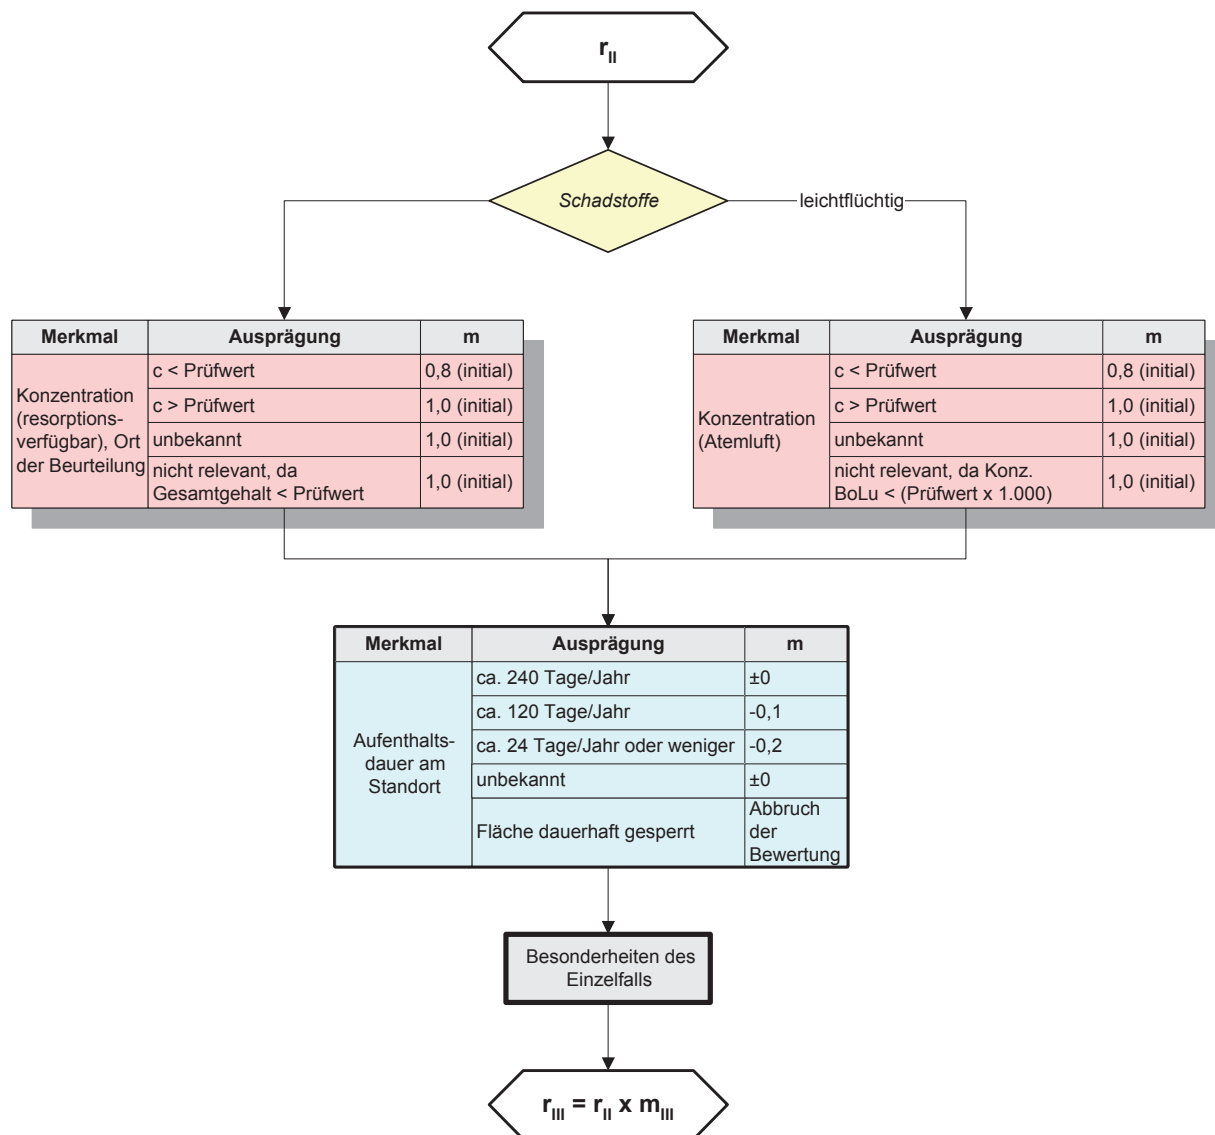 r_II
Schadstoffe
leichtflüchtig
Merkmal Ausprägung m
Konzentration
(resorptions-
verfügbar), Ort
der Beurteilung
c < Prüfwert 0,8 (initial)
c > Prüfwert 1,0 (initial)
unbekannt 1,0 (initial)
nicht relevant, da
Gesamtgehalt < Prüfwert 1,0 (initial)
Merkmal Ausprägung m
Konzentration
(Atemluft)
c < Prüfwert 0,8 (initial)
c > Prüfwert 1,0 (initial)
unbekannt 1,0 (initial)
nicht relevant, da Konz.
BoLu < (Prüfwert x 1.000) 1,0 (initial)
Merkmal Ausprägung m
Aufenthalts-
dauer am
Standort
ca. 240 Tage/Jahr ±0
ca. 120 Tage/Jahr -0,1
ca. 24 Tage/Jahr oder weniger -0,2
unbekannt ±0
Fläche dauerhaft gesperrt
Abbruch
der
Bewertung
Besonderheiten des
Einzelfalls
r_III = r_II x m_III